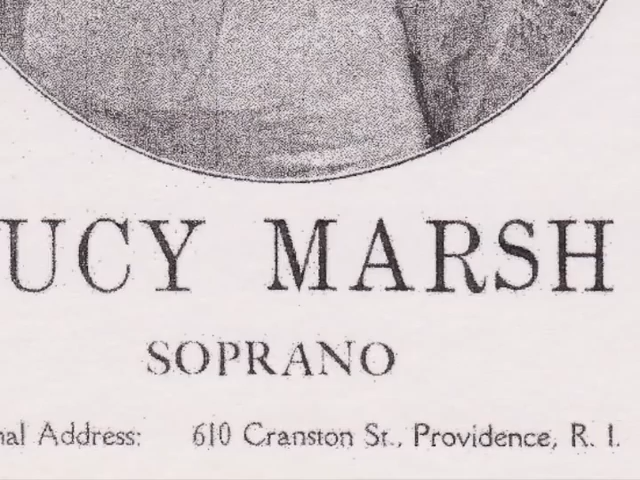 UCY MARSH
SOPRANO
nal Address: 610 Cranston St., Providence, R. I.